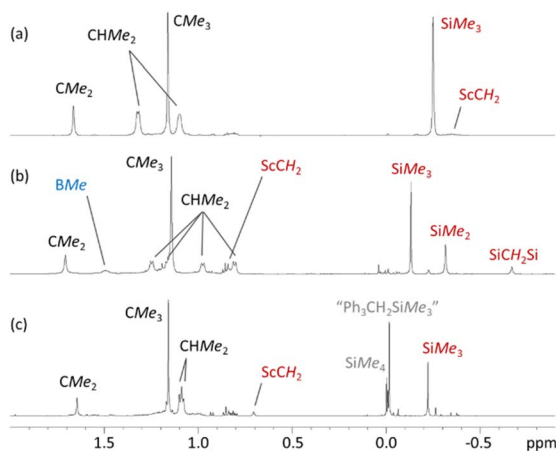 (a)
CMe₃
SiMe₃
CHMe₂
CMe₂
ScCH₂
(b)
CMe₃
ScCH₂
SiMe₃
BMe
CHMe₂
SiMe₂
CMe₂
SiCH₂Si
(c)
CMe₃
"Ph₃CH₂SiMe₃"
CHMe₂
SiMe₄
SiMe₃
CMe₂
ScCH₂
1.5 1.0 0.5 0.0 -0.5 ppm